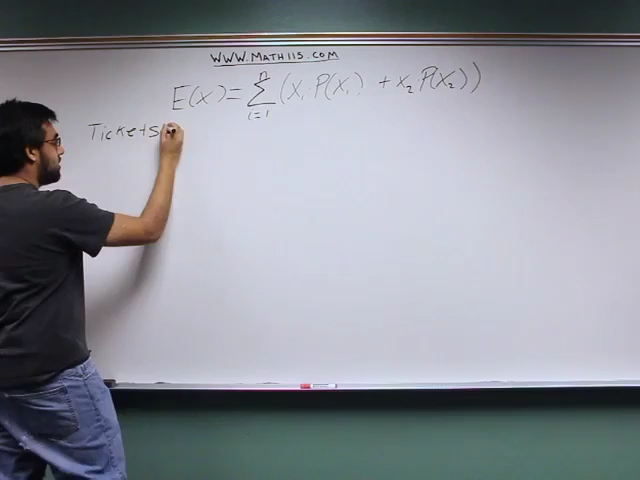 WWW.MATH115.COM
E(X) = n∑i=1 (X₁ P(X₁) + X₂ P(X₂))
Tickets